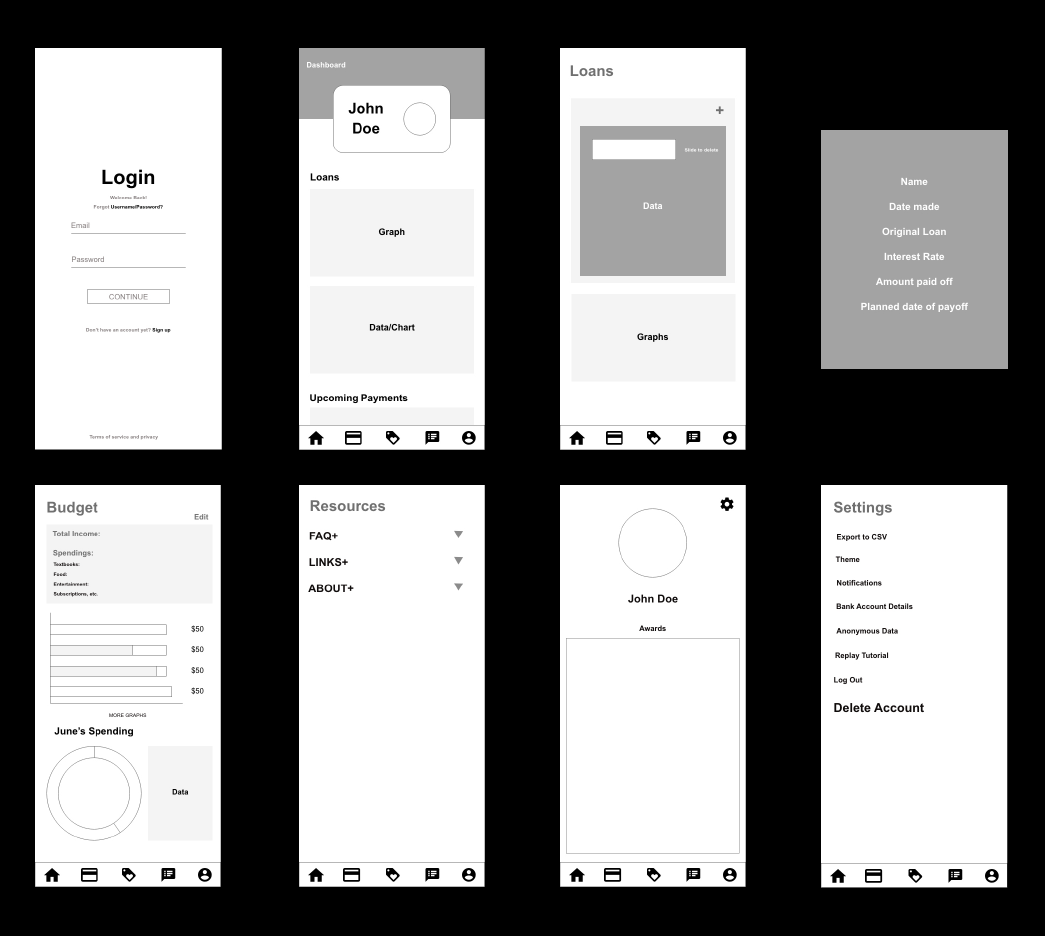 Login
Welcome Back!
Forgot Username/Password?
Email
Password
CONTINUE
Don't have an account yet? Sign up
Terms of service and privacy
Dashboard
John
Doe
Loans
Graph
Data/Chart
Upcoming Payments
Loans
+
Slide to delete
Data
Graphs
Name
Date made
Original Loan
Interest Rate
Amount paid off
Planned date of payoff
Budget
Edit
Total Income:
Spendings:
Textbooks:
Food:
Entertainment:
Subscriptions, etc.
$50
$50
$50
$50
MORE GRAPHS
June's Spending
Data
Resources
FAQ+
LINKS+
ABOUT+
John Doe
Awards
Settings
Export to CSV
Theme
Notifications
Bank Account Details
Anonymous Data
Replay Tutorial
Log Out
Delete Account